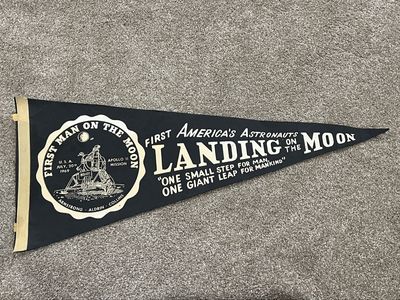 FIRST MAN ON THE MOON
U.S.A.
JULY, 20TH
1969
APOLLO 11
MISSION
ARMSTRONG - ALDRIN - COLLINS
FIRST AMERICA'S ASTRONAUTS
LANDING ON THE MOON
"ONE SMALL STEP FOR MAN,
ONE GIANT LEAP FOR MANKIND"